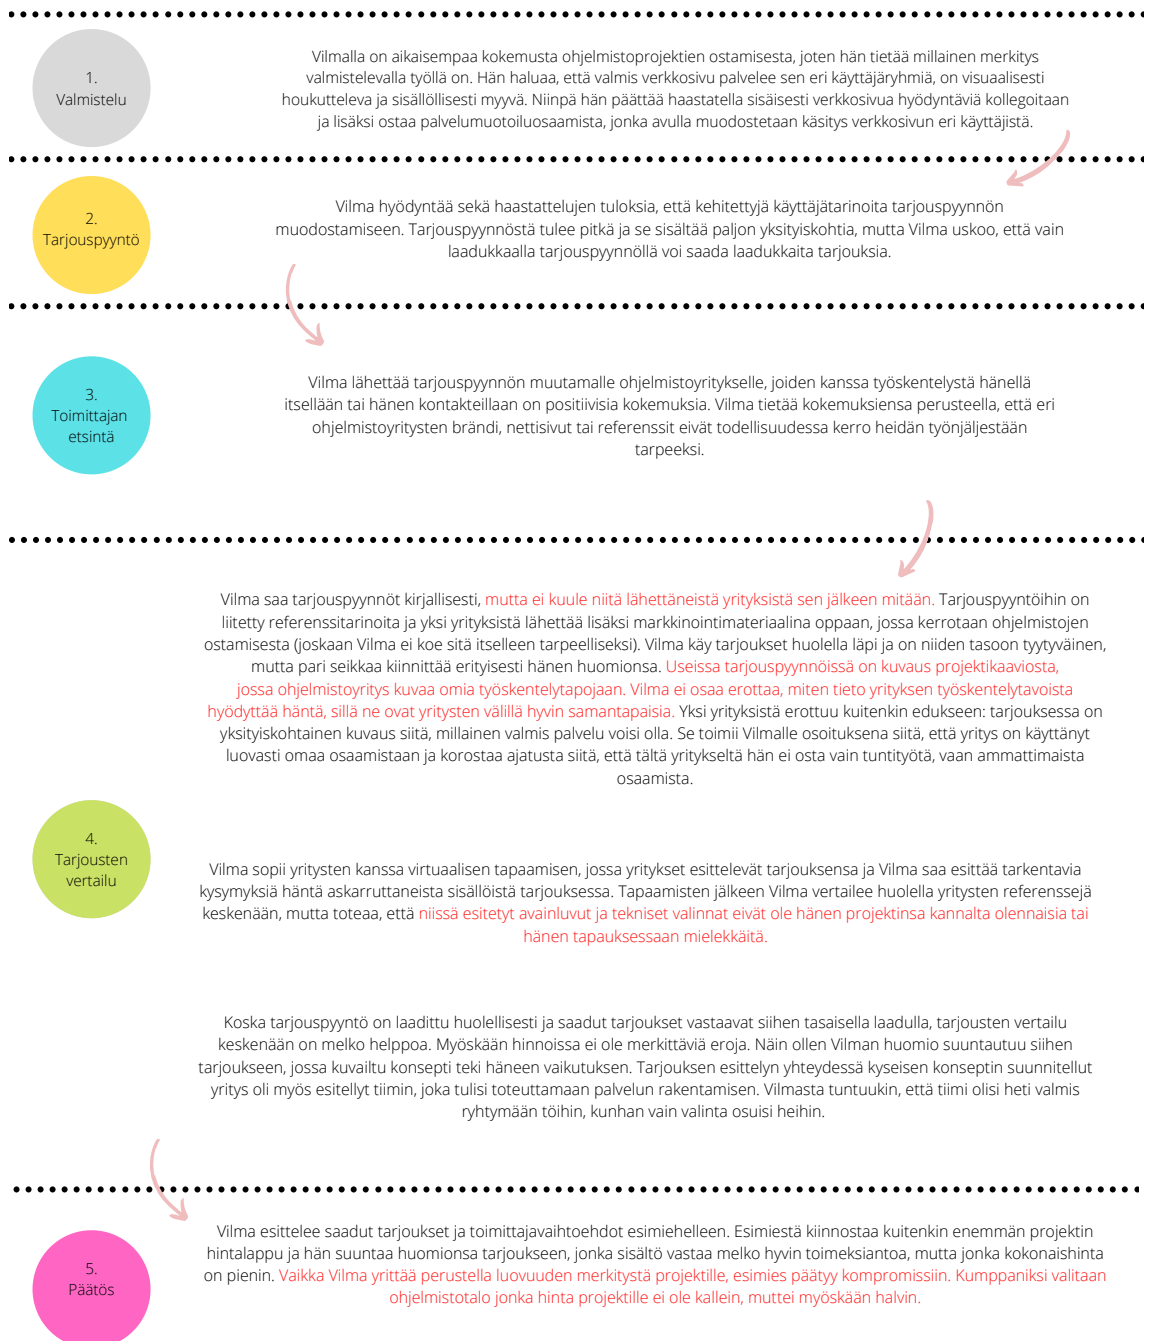 1.
Valmistelu
Vilmalla on aikaisempaa kokemusta ohjelmistoprojektien ostamisesta, joten hän tietää millainen merkitys
valmistelevalla työllä on. Hän haluaa, että valmis verkkosivu palvelee sen eri käyttäjäryhmiä, on visuaalisesti
houkutteleva ja sisällöllisesti myyvä. Niinpä hän päättää haastatella sisäisesti verkkosivua hyödyntäviä kollegoitaan
ja lisäksi ostaa palvelumuotoiluosaamista, jonka avulla muodostetaan käsitys verkkosivun eri käyttäjistä.
2.
Tarjouspyyntö
Vilma hyödyntää sekä haastattelujen tuloksia, että kehitettyjä käyttäjätarinoita tarjouspyynnön
muodostamiseen. Tarjouspyynnöstä tulee pitkä ja se sisältää paljon yksityiskohtia, mutta Vilma uskoo, että vain
laadukkaalla tarjouspyynnöllä voi saada laadukkaita tarjouksia.
3.
Toimittajan
etsintä
Vilma lähettää tarjouspyynnön muutamalle ohjelmistoyritykselle, joiden kanssa työskentelystä hänellä
itsellään tai hänen kontakteillaan on positiivisia kokemuksia. Vilma tietää kokemuksiensa perusteella, että eri
ohjelmistoyritysten brändi, nettisivut tai referenssit eivät todellisuudessa kerro heidän työnjäljestään
tarpeeksi.
4.
Tarjousten
vertailu
Vilma saa tarjouspyynnöt kirjallisesti, mutta ei kuule niitä lähettäneistä yrityksistä sen jälkeen mitään. Tarjouspyyntöihin on
liitetty referenssitarinoita ja yksi yrityksistä lähettää lisäksi markkinointimateriaalina oppaan, jossa kerrotaan ohjelmistojen
ostamisesta (joskaan Vilma ei koe sitä itselleen tarpeelliseksi). Vilma käy tarjoukset huolella läpi ja on niiden tasoon tyytyväinen,
mutta pari seikkaa kiinnittää erityisesti hänen huomionsa. Useissa tarjouspyynnöissä on kuvaus projektikaaviosta,
jossa ohjelmistoyritys kuvaa omia työskentelytapojaan. Vilma ei osaa erottaa, miten tieto yrityksen työskentelytavoista
hyödyttää häntä, sillä ne ovat yritysten välillä hyvin samantapaisia. Yksi yrityksistä erottuu kuitenkin edukseen: tarjouksessa on
yksityiskohtainen kuvaus siitä, millainen valmis palvelu voisi olla. Se toimii Vilmalle osoituksena siitä, että yritys on käyttänyt
luovasti omaa osaamistaan ja korostaa ajatusta siitä, että tältä yritykseltä hän ei osta vain tuntityötä, vaan ammattimaista
osaamista.
Vilma sopii yritysten kanssa virtuaalisen tapaamisen, jossa yritykset esittelevät tarjouksensa ja Vilma saa esittää tarkentavia
kysymyksiä häntä askarruttaneista sisällöistä tarjouksessa. Tapaamisten jälkeen Vilma vertailee huolella yritysten referenssejä
keskenään, mutta toteaa, että niissä esitetyt avainluvut ja tekniset valinnat eivät ole hänen projektinsa kannalta olennaisia tai
hänen tapauksessaan mielekkäitä.
Koska tarjouspyyntö on laadittu huolellisesti ja saadut tarjoukset vastaavat siihen tasaisella laadulla, tarjousten vertailu
keskenään on melko helppoa. Myöskään hinnoissa ei ole merkittäviä eroja. Näin ollen Vilman huomio suuntautuu siihen
tarjoukseen, jossa kuvailtu konsepti teki häneen vaikutuksen. Tarjouksen esittelyn yhteydessä kyseisen konseptin suunnitellut
yritys oli myös esitellyt tiimin, joka tulisi toteuttamaan palvelun rakentamisen. Vilmasta tuntuukin, että tiimi olisi heti valmis
ryhtymään töihin, kunhan vain valinta osuisi heihin.
5.
Päätös
Vilma esittelee saadut tarjoukset ja toimittajavaihtoehdot esimiehelleen. Esimiestä kiinnostaa kuitenkin enemmän projektin
hintalappu ja hän suuntaa huomionsa tarjoukseen, jonka sisältö vastaa melko hyvin toimeksiantoa, mutta jonka kokonaishinta
on pienin. Vaikka Vilma yrittää perustella luovuuden merkitystä projektille, esimies päätyy kompromissiin. Kumppaniksi valitaan
ohjelmistotalo jonka hinta projektille ei ole kallein, muttei myöskään halvin.